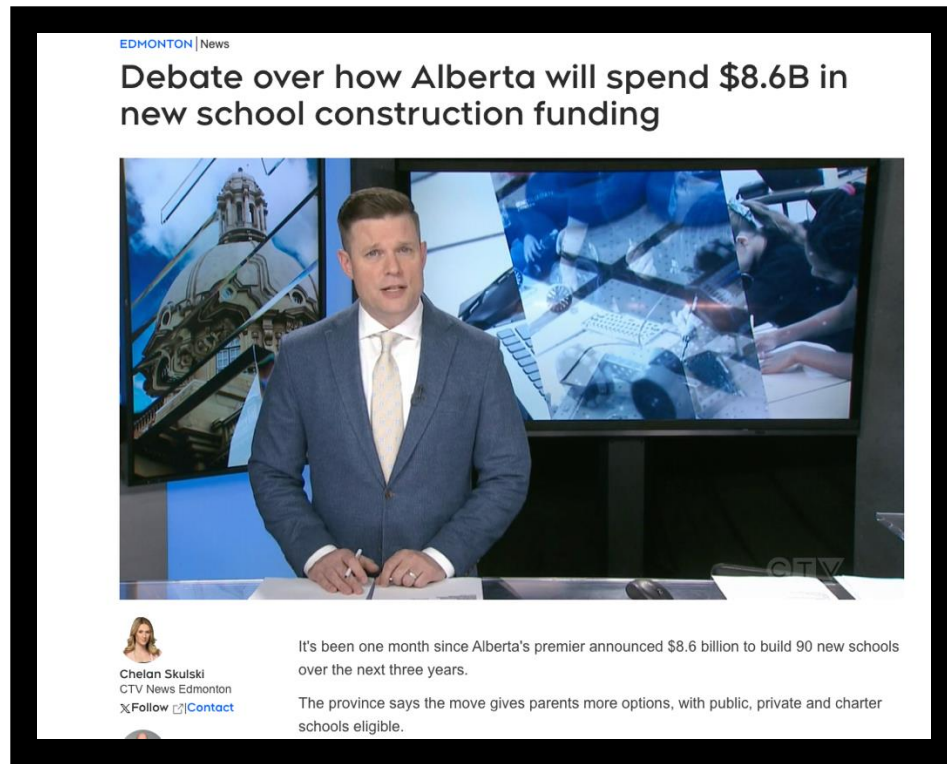 EDMONTON | News
Debate over how Alberta will spend $8.6B in
new school construction funding
CTV
Chelan Skulski
CTV News Edmonton
XFollow |Contact
It's been one month since Alberta's premier announced $8.6 billion to build 90 new schools
over the next three years.
The province says the move gives parents more options, with public, private and charter
schools eligible.